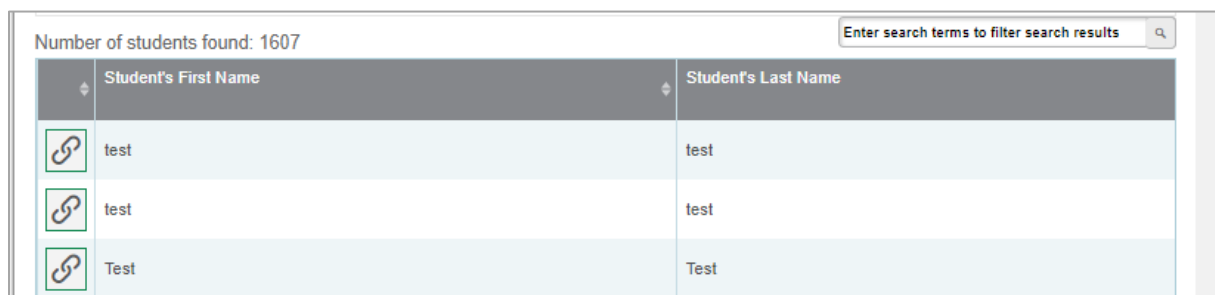 Enter search terms to filter search results
Number of students found: 1607
Student's First Name Student's Last Name
test test
test test
Test Test